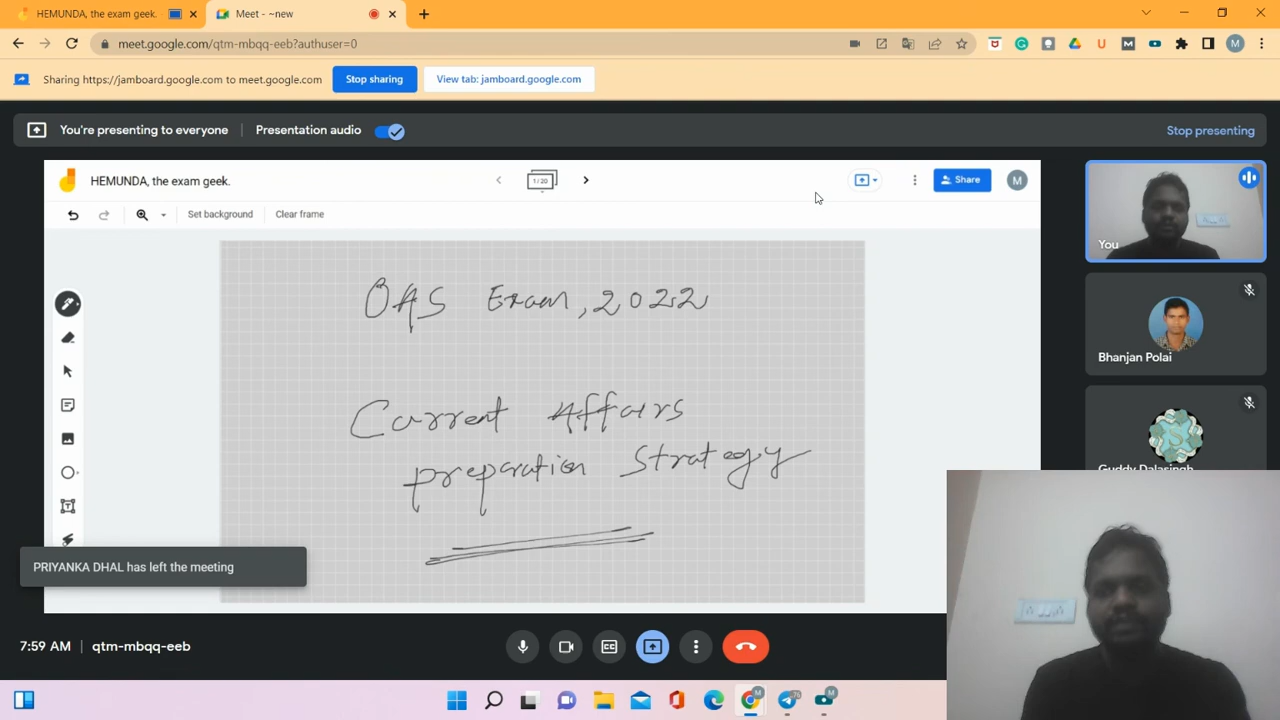 HEMUNDA, the exam geek.
Meet - ~new
meet.google.com/qtm-mbqq-eeb?authuser=0
M
Sharing https://jamboard.google.com to meet.google.com
Stop sharing
View tab: jamboard.google.com
You're presenting to everyone
Presentation audio
Stop presenting
HEMUNDA, the exam geek.
1/20
Share
M
Set background
Clear frame
You
OAS Exam, 2022
Bhanjan Polai
Current Affairs
preparation Strategy
Guddy Dalasingh
PRIYANKA DHAL has left the meeting
7:59 AM
qtm-mbqq-eeb
CC